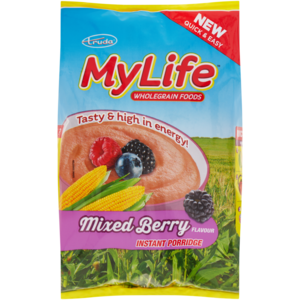 truda
NEW
QUICK & EASY
MyLife
WHOLEGRAIN FOODS
Tasty & high in energy!
Mixed Berry
FLAVOUR
INSTANT PORRIDGE